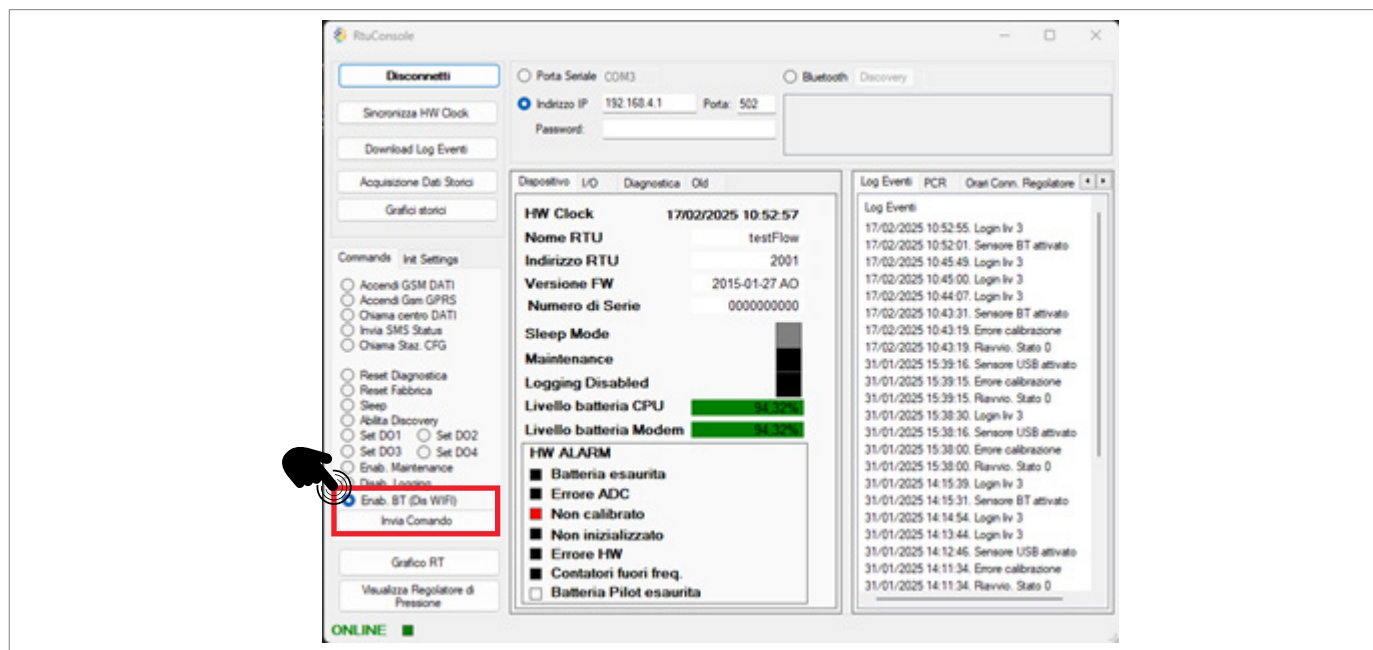 RtuConsole
Disconnetti
Sincronizza HW Clock
Download Log Eventi
Acquisizione Dati Storici
Grafici storici
Porta Seriale COM3
Bluetooth Discovery
Indirizzo IP 192.168.4.1 Porta: 502
Password:
Commands Init Settings
Accendi GSM DATI
Accendi Gsm GPRS
Chiama centro DATI
Invia SMS Status
Chiama Staz. CFG
Reset Diagnostica
Reset Fabbrica
Sleep
Abilita Discovery
Set DO1 Set DO2
Set DO3 Set DO4
Enab. Maintenance
Disab. Logging
Enab. BT (Dis WIFI)
Invia Comando
Grafico RT
Visualizza Regolatore di
Pressione
ONLINE
Dispositivo I/O Diagnostica Old
HW Clock 17/02/2025 10:52:57
Nome RTU testFlow
Indirizzo RTU 2001
Versione FW 2015-01-27 AO
Numero di Serie 0000000000
Sleep Mode
Maintenance
Logging Disabled
Livello batteria CPU 94,32%
Livello batteria Modem 94,32%
HW ALARM
Batteria esaurita
Errore ADC
Non calibrato
Non inizializzato
Errore HW
Contatori fuori freq.
Batteria Pilot esaurita
Log Eventi PCR Orari Conn. Regolatore
Log Eventi
17/02/2025 10:52:55. Login liv 3
17/02/2025 10:52:01. Sensore BT attivato
17/02/2025 10:45:49. Login liv 3
17/02/2025 10:45:00. Login liv 3
17/02/2025 10:44:07. Login liv 3
17/02/2025 10:43:31. Sensore BT attivato
17/02/2025 10:43:19. Errore calibrazione
17/02/2025 10:43:19. Riavvio. Stato 0
31/01/2025 15:39:16. Sensore USB attivato
31/01/2025 15:39:15. Errore calibrazione
31/01/2025 15:39:15. Riavvio. Stato 0
31/01/2025 15:38:30. Login liv 3
31/01/2025 15:38:16. Sensore USB attivato
31/01/2025 15:38:00. Errore calibrazione
31/01/2025 15:38:00. Riavvio. Stato 0
31/01/2025 14:15:39. Login liv 3
31/01/2025 14:15:31. Sensore BT attivato
31/01/2025 14:14:54. Login liv 3
31/01/2025 14:13:44. Login liv 3
31/01/2025 14:12:46. Sensore USB attivato
31/01/2025 14:11:34. Errore calibrazione
31/01/2025 14:11:34. Riavvio. Stato 0